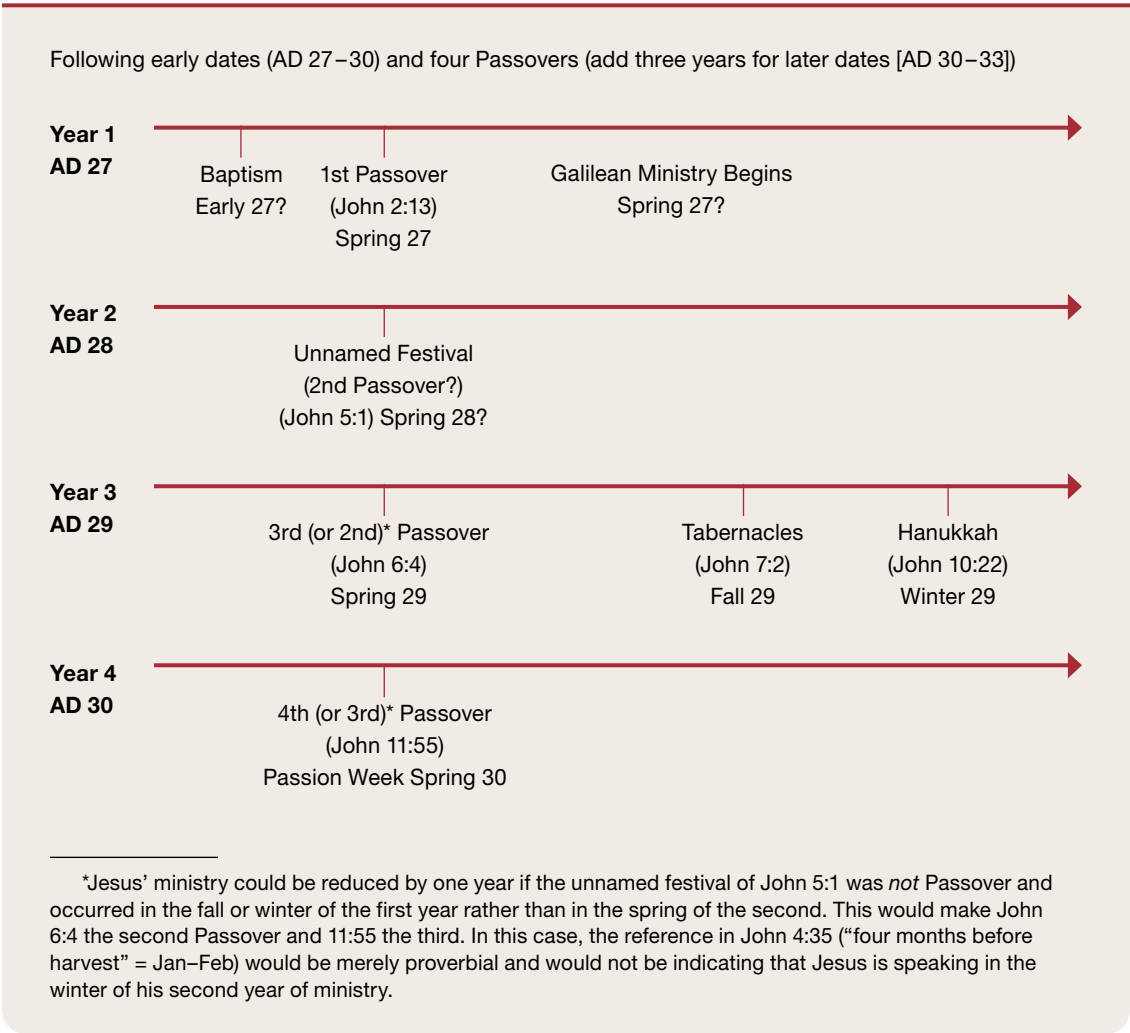 Following early dates (AD 27–30) and four Passovers (add three years for later dates [AD 30–33])
Year 1
AD 27
Baptism
Early 27?
1st Passover
(John 2:13)
Spring 27
Galilean Ministry Begins
Spring 27?
Year 2
AD 28
Unnamed Festival
(2nd Passover?)
(John 5:1) Spring 28?
Year 3
AD 29
3rd (or 2nd)* Passover
(John 6:4)
Spring 29
Tabernacles
(John 7:2)
Fall 29
Hanukkah
(John 10:22)
Winter 29
Year 4
AD 30
4th (or 3rd)* Passover
(John 11:55)
Passion Week Spring 30
*Jesus’ ministry could be reduced by one year if the unnamed festival of John 5:1 was not Passover and
occurred in the fall or winter of the first year rather than in the spring of the second. This would make John
6:4 the second Passover and 11:55 the third. In this case, the reference in John 4:35 (“four months before
harvest” = Jan–Feb) would be merely proverbial and would not be indicating that Jesus is speaking in the
winter of his second year of ministry.